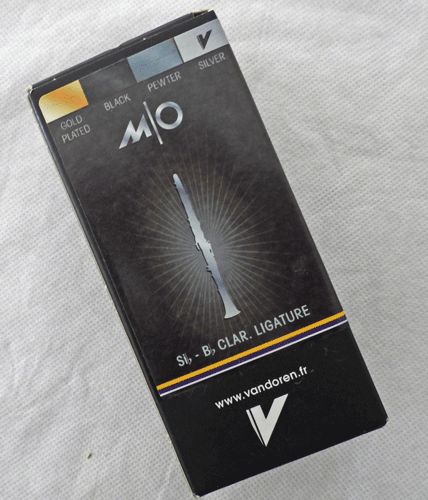 GOLD PLATED
BLACK
PEWTER
SILVER
V
M|O
Si♭ - B♭ CLAR. LIGATURE
www.vandoren.fr
V